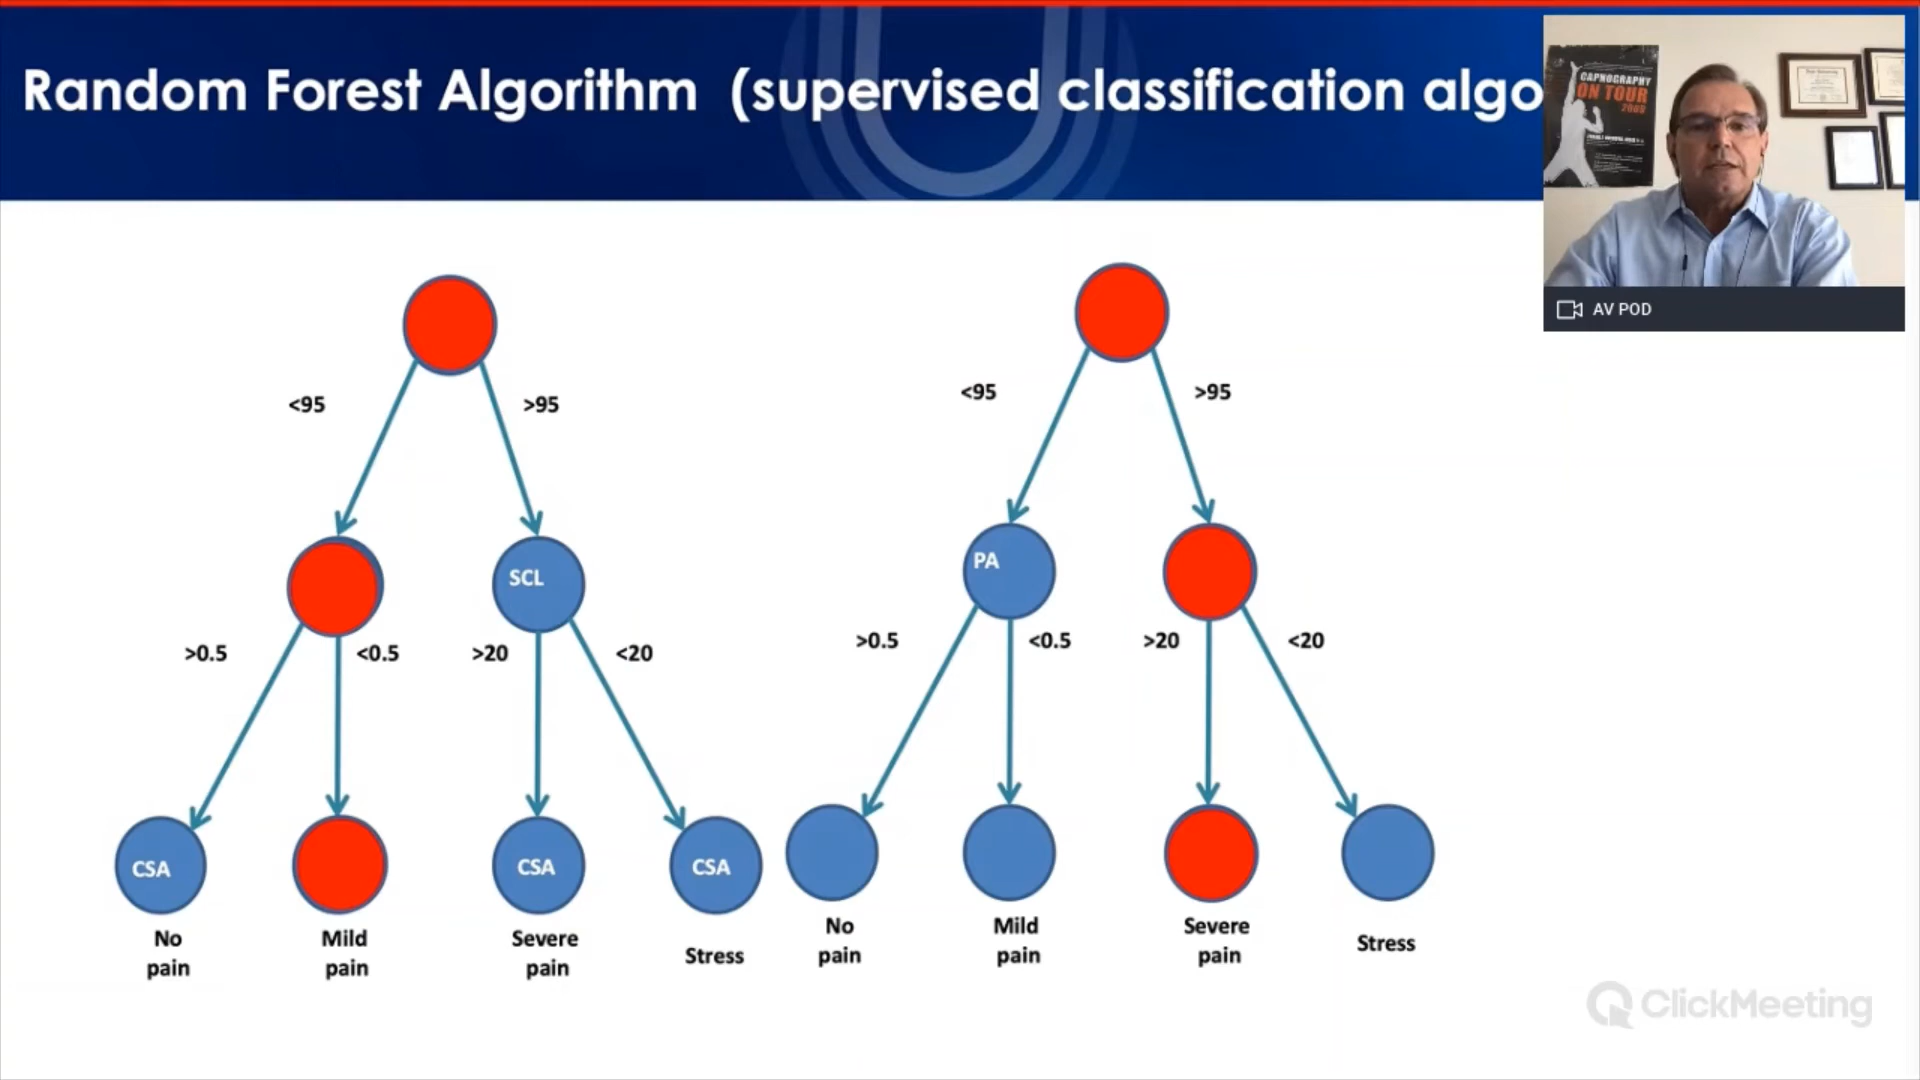 Random Forest Algorithm (supervised classification algo
CAPNOGRAPHY
ON TOUR
2008
AV POD
<95
>95
<95
>95
SCL
PA
>0.5
<0.5
>20
<20
>0.5
<0.5
>20
<20
CSA
CSA
CSA
No
pain
Mild
pain
Severe
pain
Stress
No
pain
Mild
pain
Severe
pain
Stress
ClickMeeting